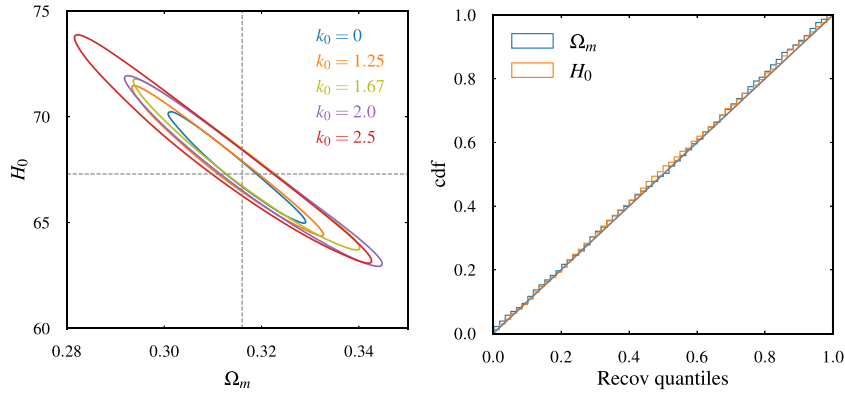 75
70
65
60
H₀
0.28
0.30
0.32
0.34
Ωₘ
k₀ = 0
k₀ = 1.25
k₀ = 1.67
k₀ = 2.0
k₀ = 2.5
1.0
0.8
0.6
0.4
0.2
0.0
cdf
Ωₘ
H₀
0.0
0.2
0.4
0.6
0.8
1.0
Recov quantiles